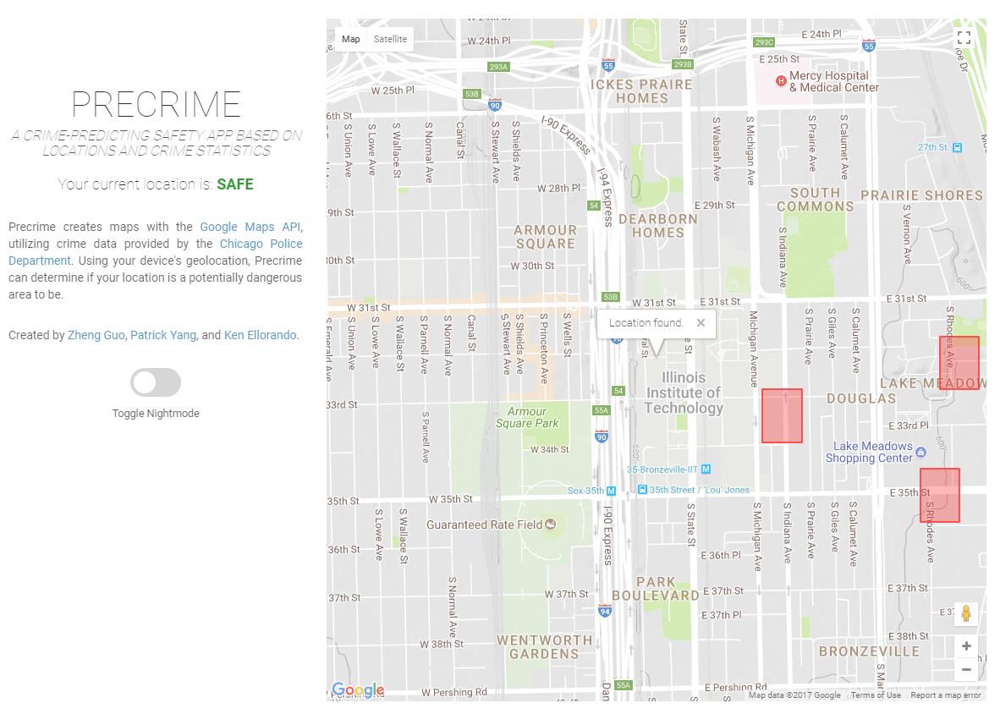 PRECRIME
A CRIME-PREDICTING SAFETY APP BASED ON
LOCATIONS AND CRIME STATISTICS
Your current location is: SAFE
Precrime creates maps with the Google Maps API,
utilizing crime data provided by the Chicago Police
Department. Using your device's geolocation, Precrime
can determine if your location is a potentially dangerous
area to be.
Created by Zheng Guo, Patrick Yang, and Ken Ellorando.
Toggle Nightmode
Map Satellite
W 24th Pl
State St
293C
E 24th Pl
55
293A
55
293B
E 25th St
W 25th Pl
53B
90
ICKES PRAIRE
HOMES
H
Mercy Hospital
& Medical Center
6th St
I-90 Express
S Union Ave
S Lowe Ave
S Wallace St
S Normal Ave
Canal St
S Stewart Ave
S Shields Ave
S Wabash Ave
S Michigan Ave
S Prairie Ave
S Calumet Ave
27th St.
I-94 Express
W 28th Pl
54
E 29th St
SOUTH
COMMONS
PRAIRIE SHORES
29th St
DEARBORN
HOMES
ARMOUR
SQUARE
S Indiana Ave
S Vernon Ave
30th St
W 30th St
600'
53B
W 31st St
W 31st St
E 31st St
E 31st St
Location found.
S Emerald Ave
S Union Ave
S Lowe Ave
S Wallace St
S Parnell Ave
S Normal Ave
Canal St
S Stewart Ave
S Shields Ave
S Princeton Ave
S Wells St
Michigan Avenue
S Prairie Ave
S Giles Ave
S Calumet Ave
S Rhodes Ave
Illinois
Institute of
Technology
LAKE MEADOW
DOUGLAS
54
33rd St
55A
Armour
Square Park
90
S Parnell Ave
E 33rd Pl
W 34th St
600'
Lake Meadows
Shopping Center
600'
35-Bronzeville-IIT M
Sox-35th M
35th Street / 'Lou' Jones
35th St
W 35th St
E 35th St
S Lowe Ave
S Wallace St
Guaranteed Rate Field
I-90 Express
S State St
S Michigan Ave
S Indiana Ave
S Prairie Ave
S Giles Ave
S Calumet Ave
S Rhodes Ave
36th St
E 36th Pl
S Normal Ave
PARK
BOULEVARD
W 37th St
E 37th St
E 37th St
37th St
94
E 37th Pl
E 37
W 38th St
WENTWORTH
GARDENS
E 38th St
BRONZEVILLE
S Mar
55A
Dan
W Pershing Rd
E Pershing Rd
Google
Map data ©2017 Google Terms of Use Report a map error